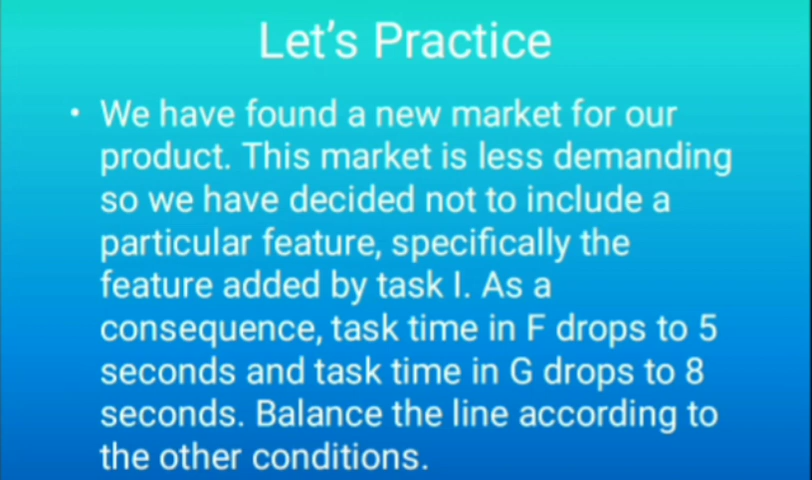 Let's Practice
• We have found a new market for our
product. This market is less demanding
so we have decided not to include a
particular feature, specifically the
feature added by task I. As a
consequence, task time in F drops to 5
seconds and task time in G drops to 8
seconds. Balance the line according to
the other conditions.